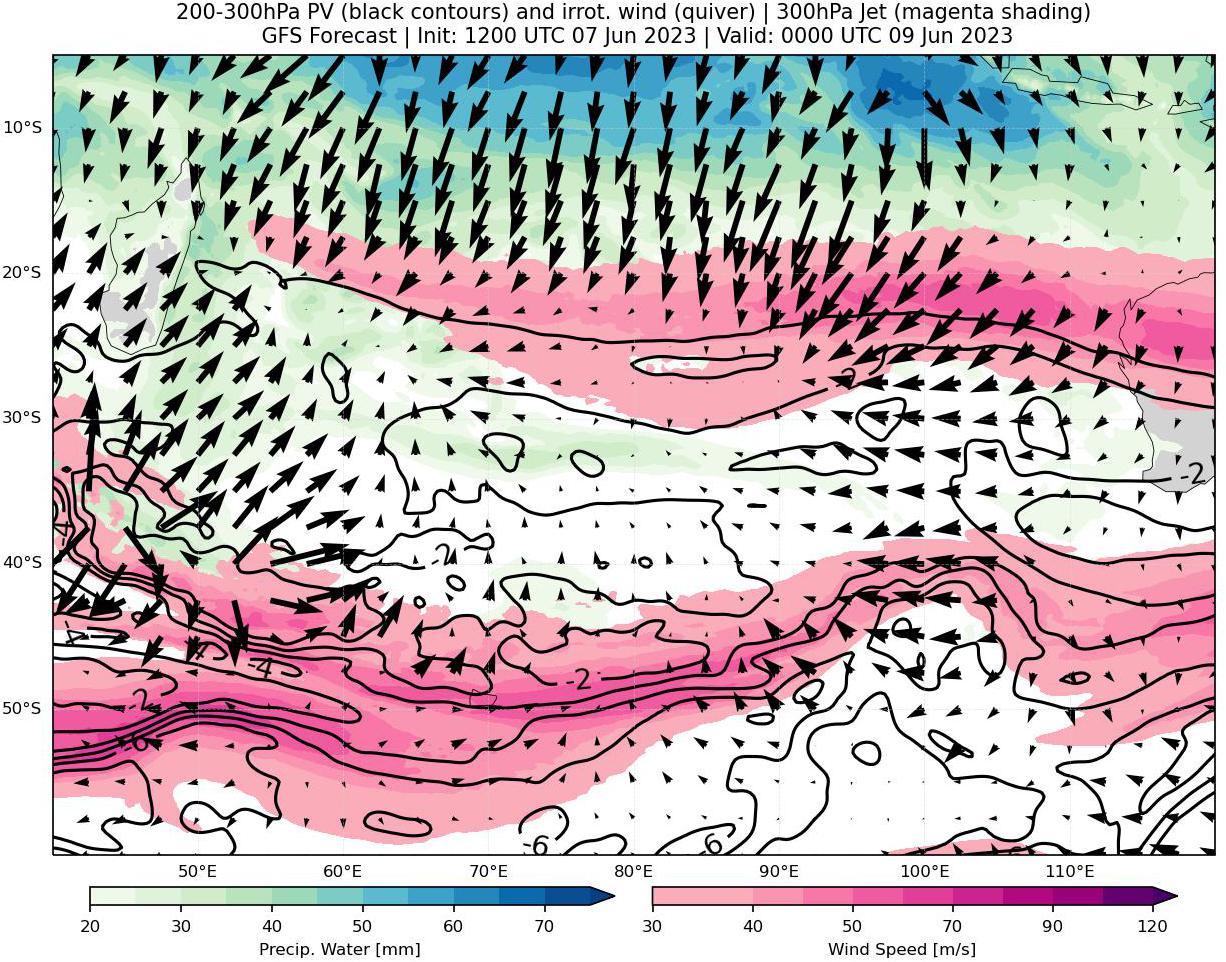 200-300hPa PV (black contours) and irrot. wind (quiver) | 300hPa Jet (magenta shading)
GFS Forecast | Init: 1200 UTC 07 Jun 2023 | Valid: 0000 UTC 09 Jun 2023
10°S
20°S
-2
30°S
-2
-4
-2
40°S
-4
-4
-4
-2
-2
50°S
-6
-6
-6
50°E 60°E 70°E 80°E 90°E 100°E 110°E
20 30 40 50 60 70 30 40 50 70 90 120
Precip. Water [mm] Wind Speed [m/s]